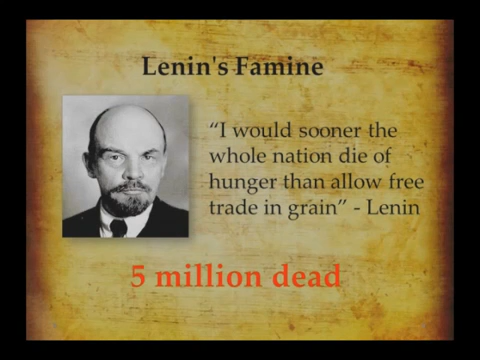 Lenin's Famine
“I would sooner the
whole nation die of
hunger than allow free
trade in grain” - Lenin
5 million dead